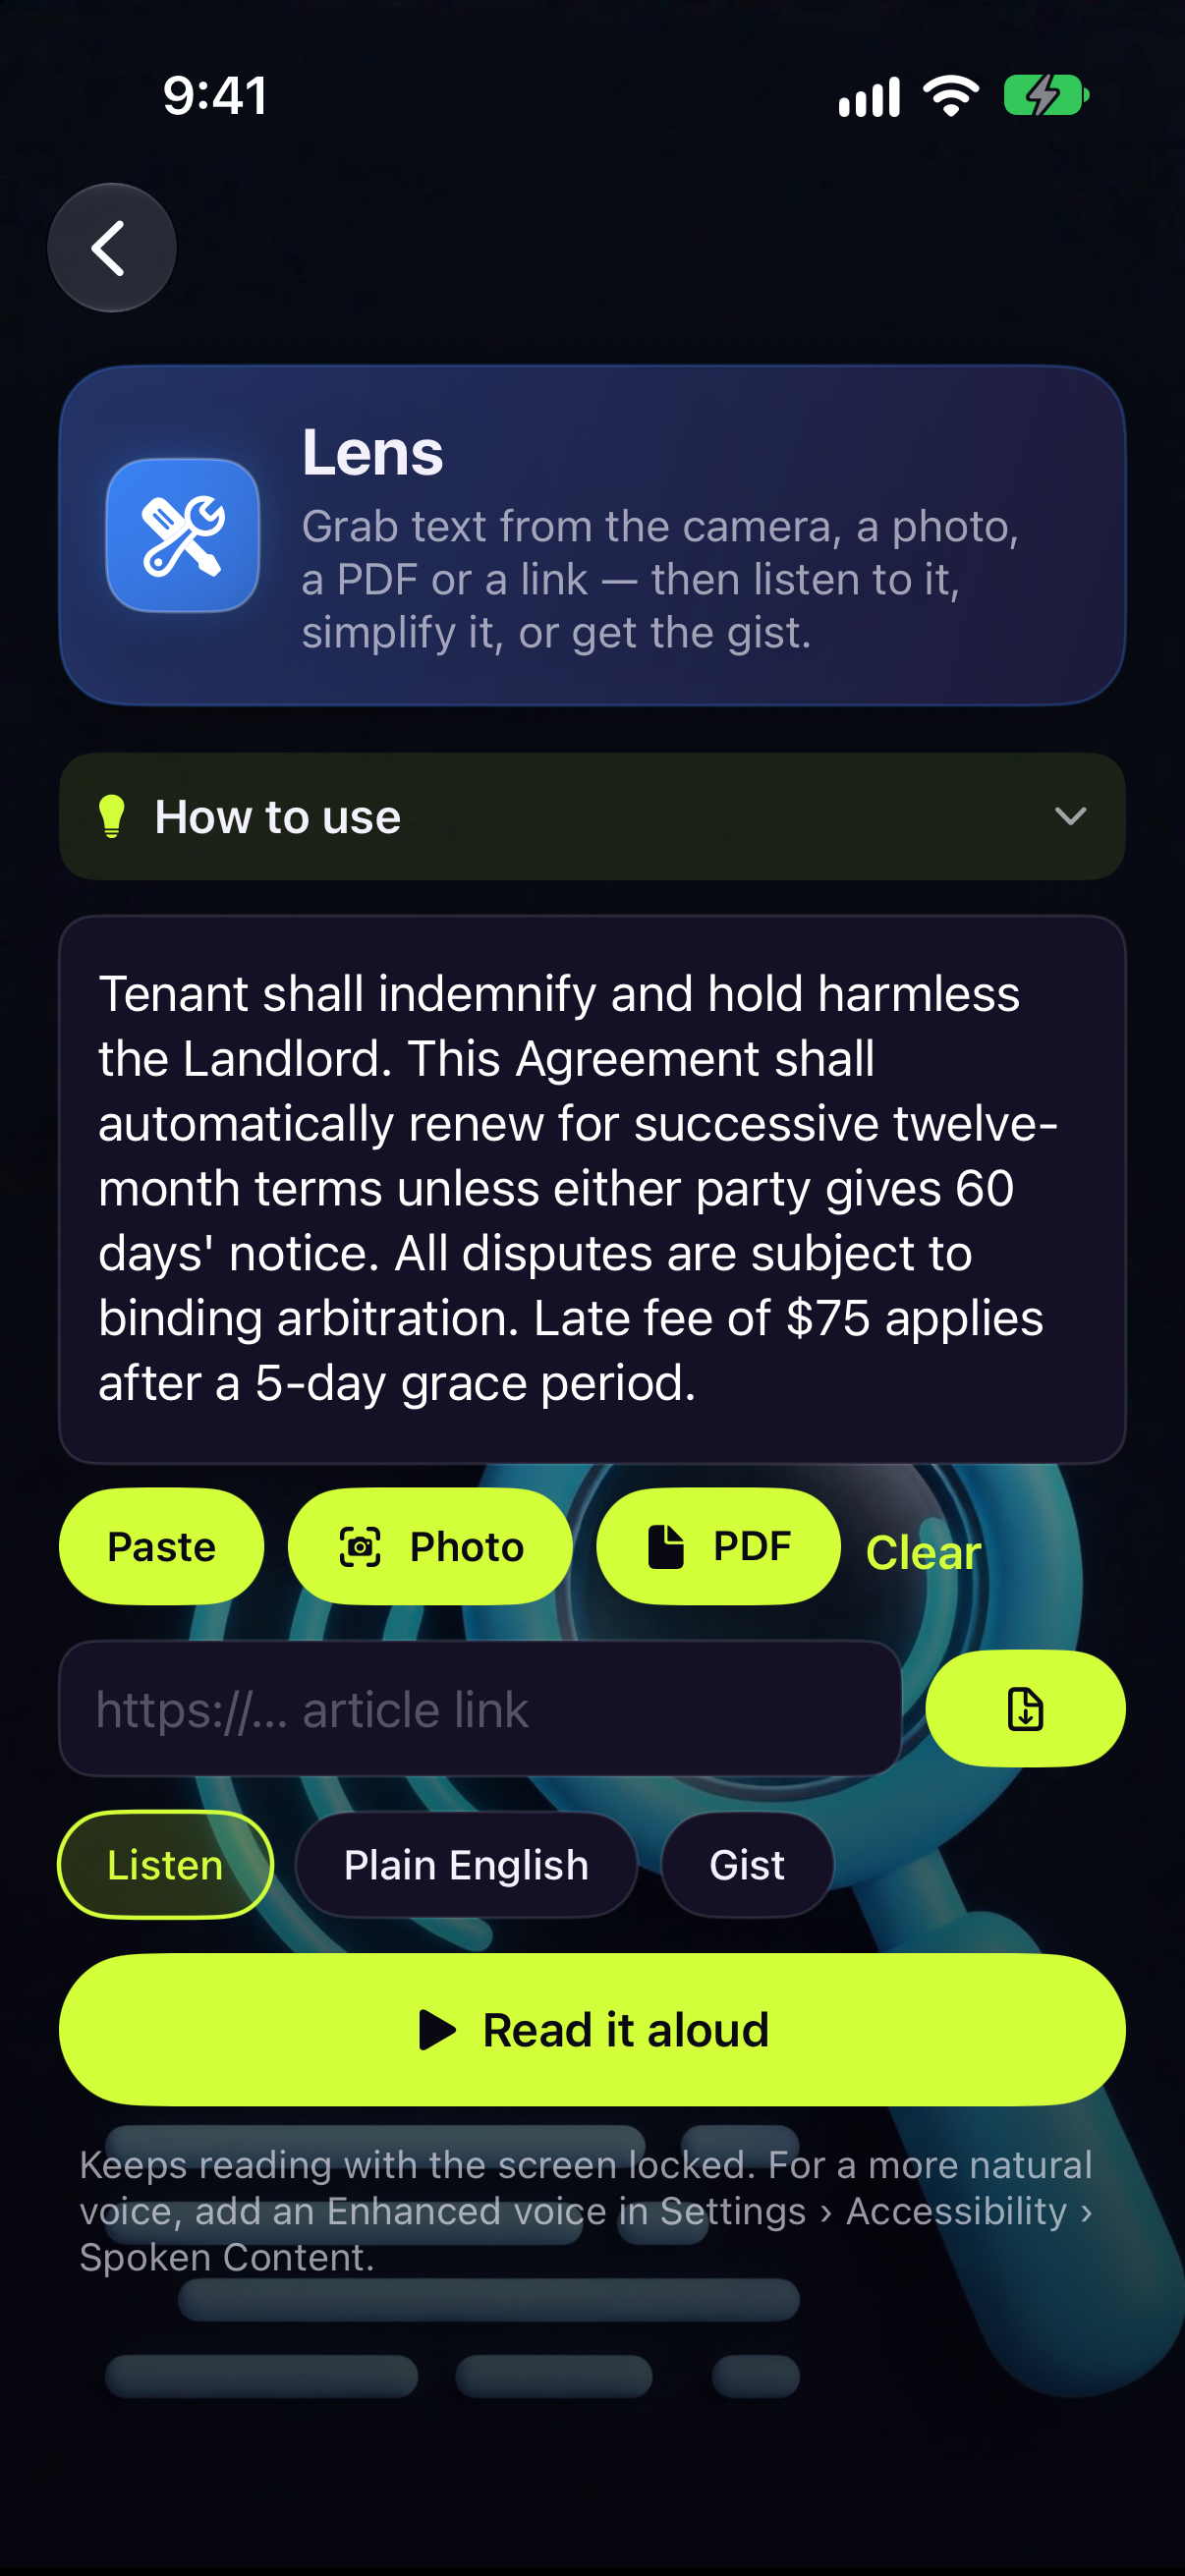 9:41
Lens
Grab text from the camera, a photo,
a PDF or a link — then listen to it,
simplify it, or get the gist.
How to use
Tenant shall indemnify and hold harmless
the Landlord. This Agreement shall
automatically renew for successive twelve-
month terms unless either party gives 60
days' notice. All disputes are subject to
binding arbitration. Late fee of $75 applies
after a 5-day grace period.
Paste Photo PDF Clear
https://... article link
Listen Plain English Gist
Read it aloud
Keeps reading with the screen locked. For a more natural
voice, add an Enhanced voice in Settings › Accessibility ›
Spoken Content.